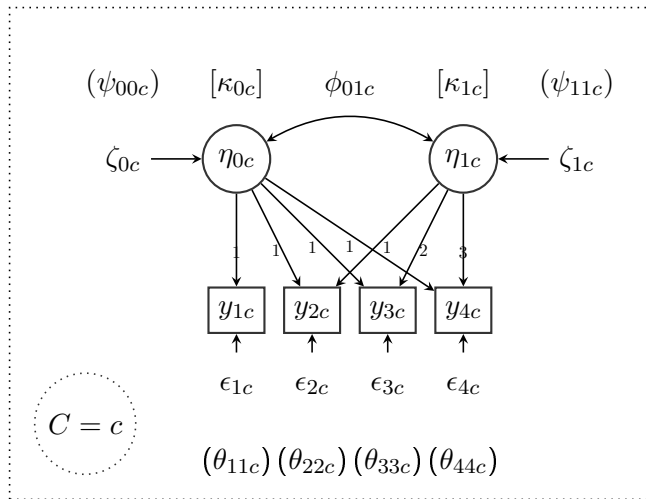 (ψ₀₀c) [κ₀c] ϕ₀₁c [κ₁c] (ψ₁₁c)
ζ₀c η₀c η₁c ζ₁c
1 1 1 1 1 2 3
y₁c y₂c y₃c y₄c
ϵ₁c ϵ₂c ϵ₃c ϵ₄c
C = c
(θ₁₁c) (θ₂₂c) (θ₃₃c) (θ₄₄c)